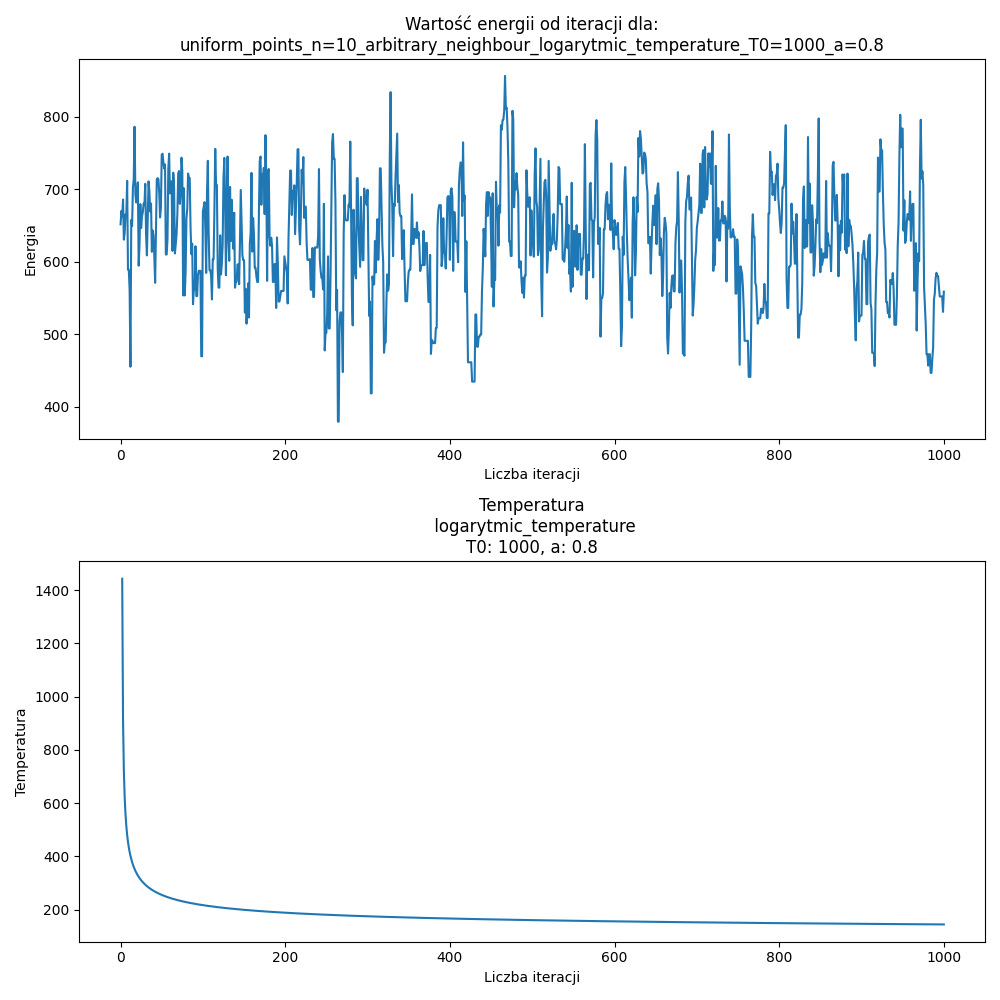 Wartość energii od iteracji dla:
uniform_points_n=10_arbitrary_neighbour_logarytmic_temperature_T0=1000_a=0.8
800
700
600
500
400
Energia
0 200 400 600 800 1000
Liczba iteracji
Temperatura
logarytmic_temperature
T0: 1000, a: 0.8
1400
1200
1000
800
600
400
200
Temperatura
0 200 400 600 800 1000
Liczba iteracji